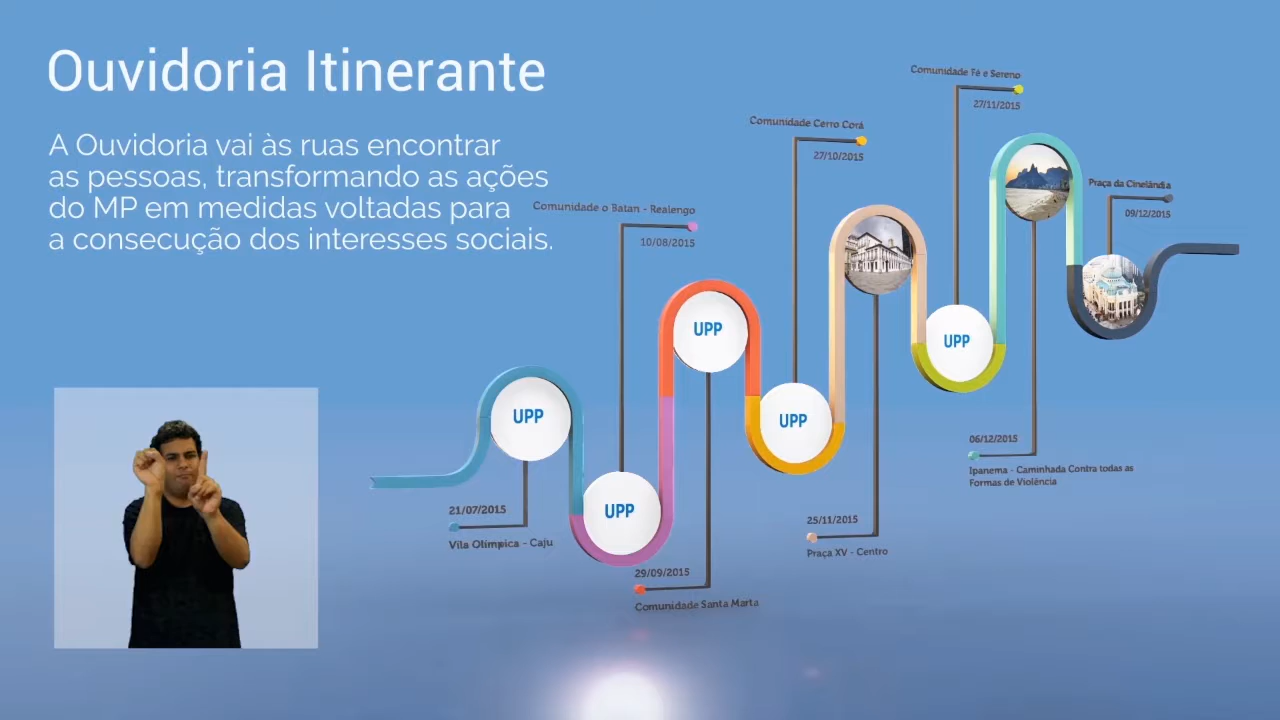 Ouvidoria Itinerante
A Ouvidoria vai às ruas encontrar
as pessoas, transformando as ações
do MP em medidas voltadas para
a consecução dos interesses sociais.
21/07/2015
Vila Olímpica - Caju
UPP
Comunidade o Batan - Realengo
10/08/2015
UPP
29/09/2015
Comunidade Santa Marta
UPP
Comunidade Cerro Corá
27/10/2015
UPP
25/11/2015
Praça XV - Centro
Comunidade Fé e Sereno
27/11/2015
UPP
06/12/2015
Ipanema - Caminhada Contra todas as
Formas de Violência
Praça da Cinelândia
09/12/2015